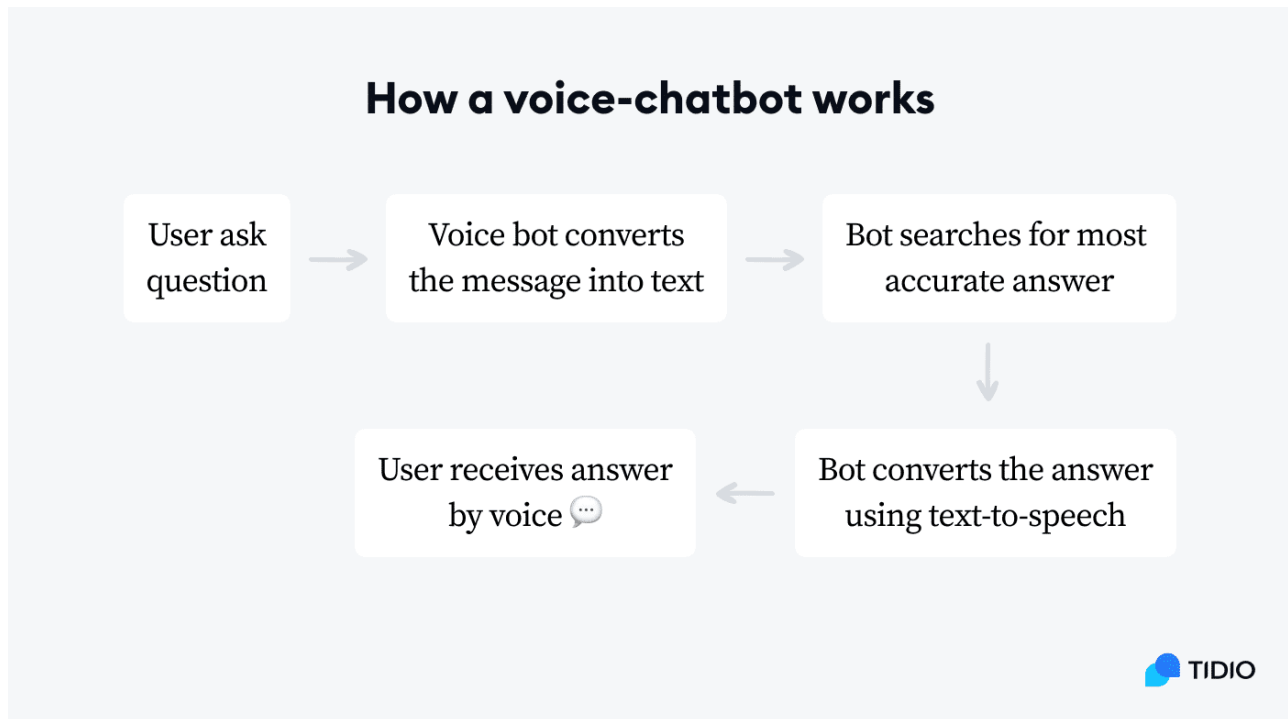 How a voice-chatbot works
User ask
question
Voice bot converts
the message into text
Bot searches for most
accurate answer
Bot converts the answer
using text-to-speech
User receives answer
by voice 💬
TIDIO